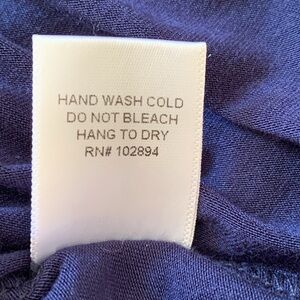 HAND WASH COLD
DO NOT BLEACH
HANG TO DRY
RN# 102894